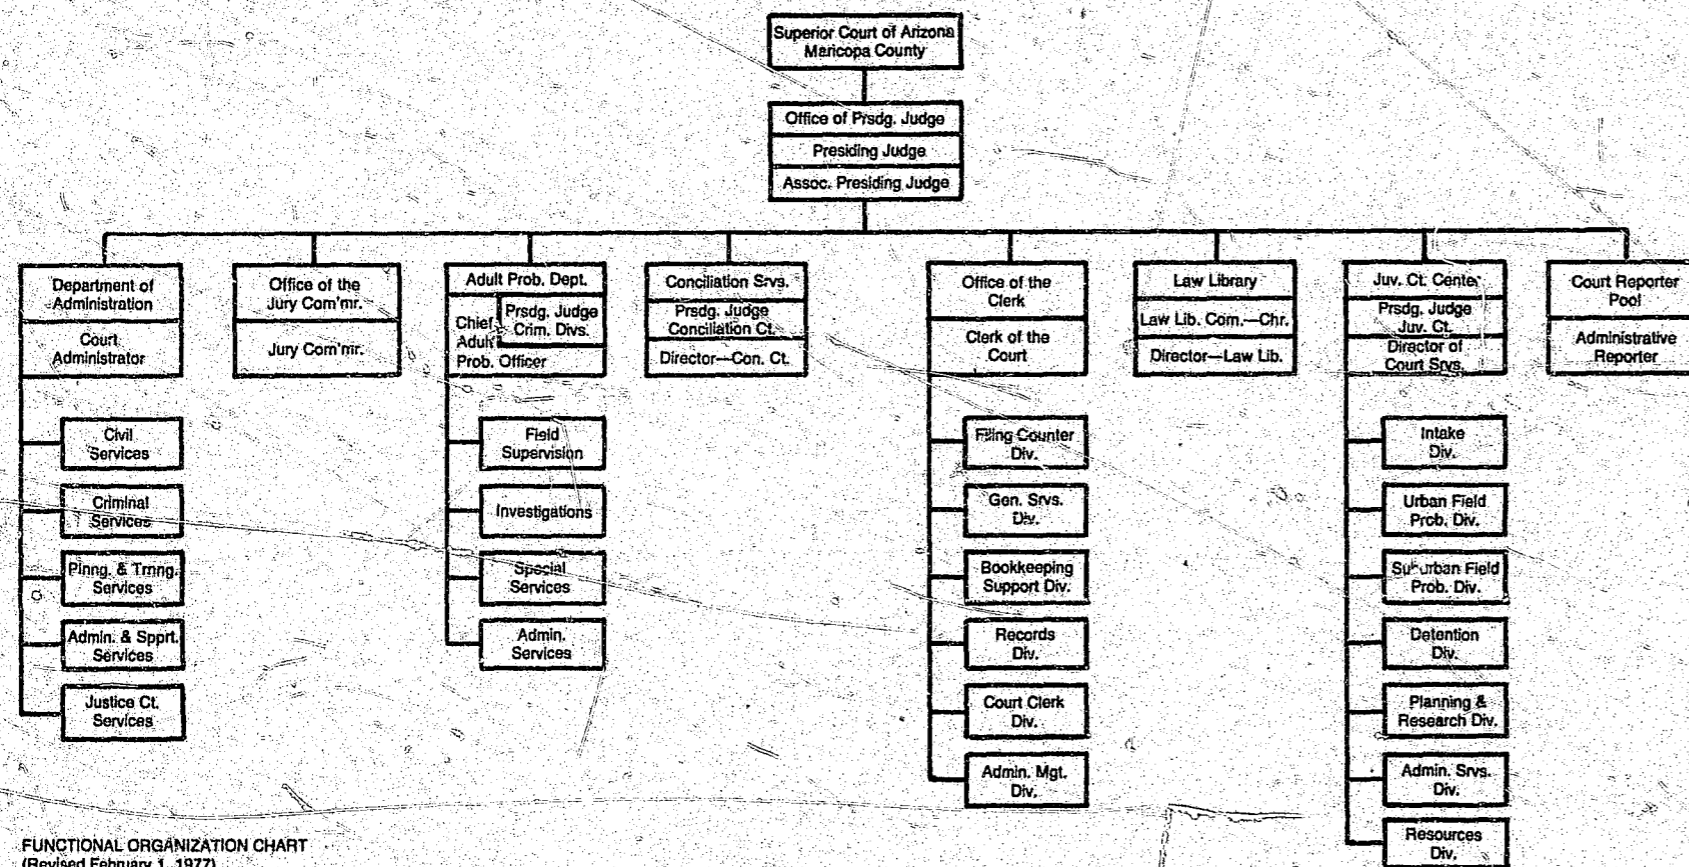 Superior Court of Arizona
Maricopa County
Office of Prsdg. Judge
Presiding Judge
Assoc. Presiding Judge
Department of
Administration
Court
Administrator
Civil
Services
Criminal
Services
Plnng. & Trnng.
Services
Admin. & Spprt.
Services
Justice Ct.
Services
Office of the
Jury Com'mr.
Jury Com'mr.
Adult Prob. Dept.
Prsdg. Judge
Crim. Divs.
Chief
Adult
Prob. Officer
Field
Supervision
Investigations
Special
Services
Admin.
Services
Conciliation Srvs.
Prsdg. Judge
Conciliation Ct.
Director—Con. Ct.
Office of the
Clerk
Clerk of the
Court
Filing Counter
Div.
Gen. Srvs.
Div.
Bookkeeping
Support Div.
Records
Div.
Court Clerk
Div.
Admin. Mgt.
Div.
Law Library
Law Lib. Com.—Chr.
Director—Law Lib.
Juv. Ct. Center
Prsdg. Judge
Juv. Ct.
Director of
Court Srvs.
Intake
Div.
Urban Field
Prob. Div.
Suburban Field
Prob. Div.
Detention
Div.
Planning &
Research Div.
Admin. Srvs.
Div.
Resources
Div.
Court Reporter
Pool
Administrative
Reporter
FUNCTIONAL ORGANIZATION CHART
(Revised February 1, 1977)